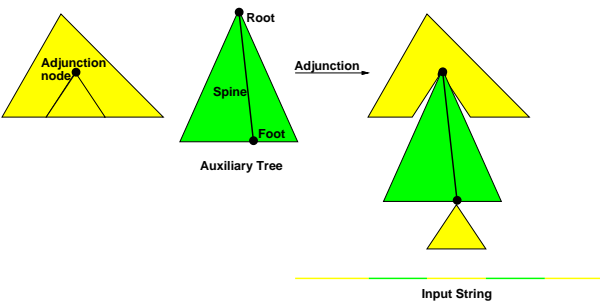 Root
Adjunction
node
Adjunction
Spine
Foot
Auxiliary Tree
Input String